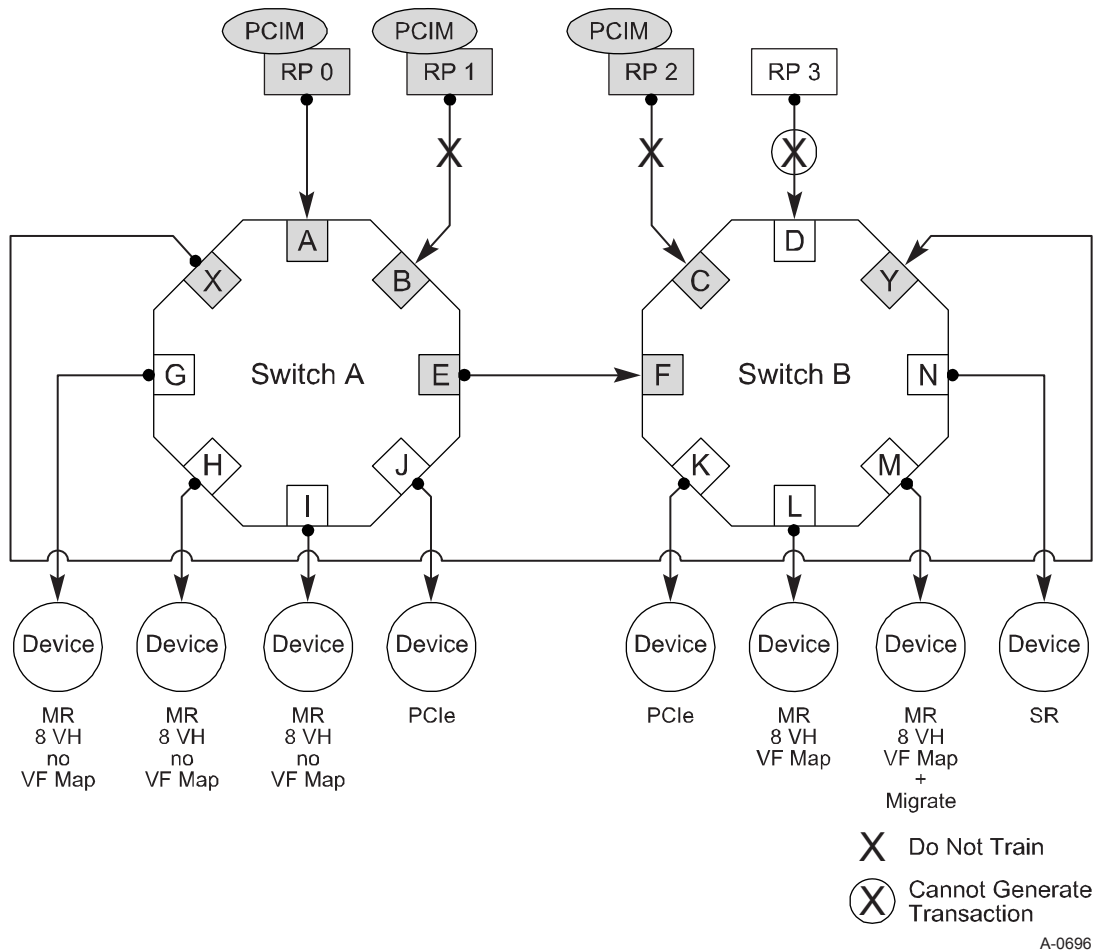 PCIM
PCIM
PCIM
RP 0
RP 1
RP 2
RP 3
X
X
X
A
B
C
D
X
Y
G
Switch A
E
F
Switch B
N
H
J
K
M
I
L
Device
Device
Device
Device
Device
Device
Device
Device
MR
8 VH
no
VF Map
MR
8 VH
no
VF Map
MR
8 VH
no
VF Map
PCIe
PCIe
MR
8 VH
VF Map
MR
8 VH
VF Map
+
Migrate
SR
X Do Not Train
X Cannot Generate
Transaction
A-0696